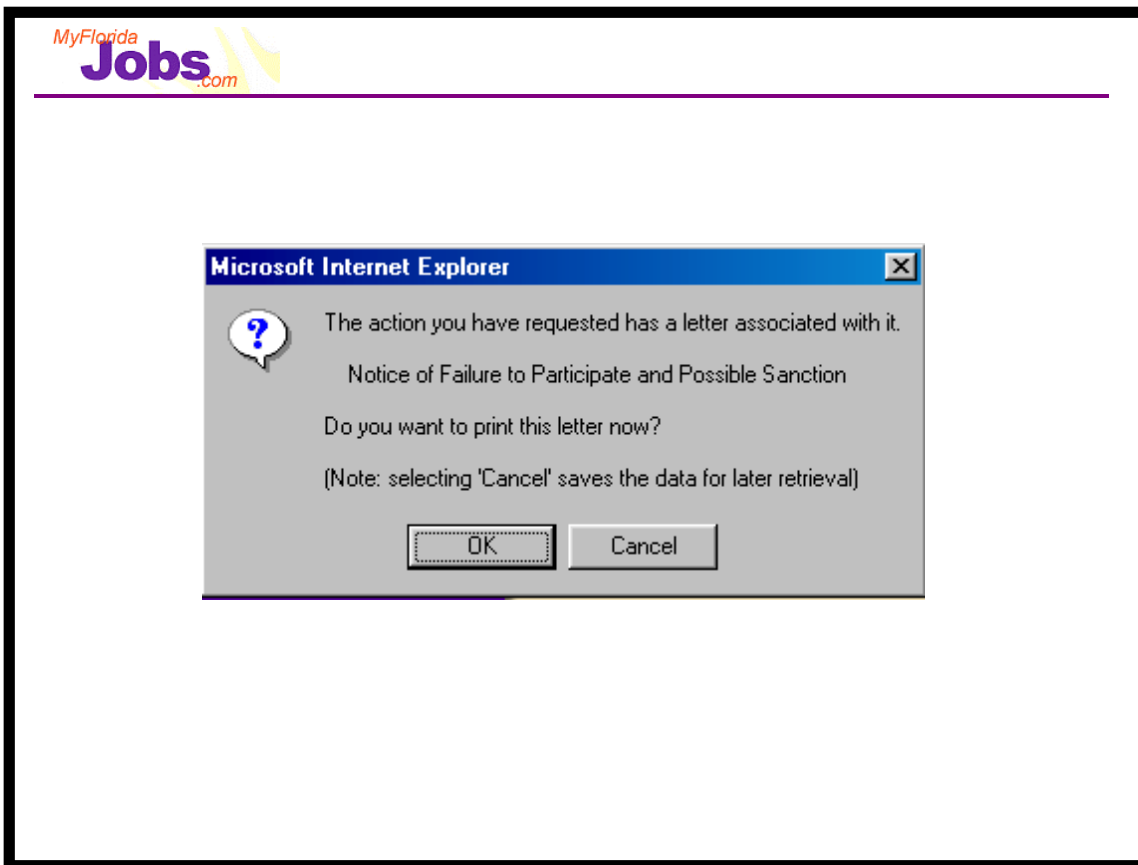 MyFlorida
Jobs
.com
Microsoft Internet Explorer
?
The action you have requested has a letter associated with it.
Notice of Failure to Participate and Possible Sanction
Do you want to print this letter now?
(Note: selecting 'Cancel' saves the data for later retrieval)
OK
Cancel